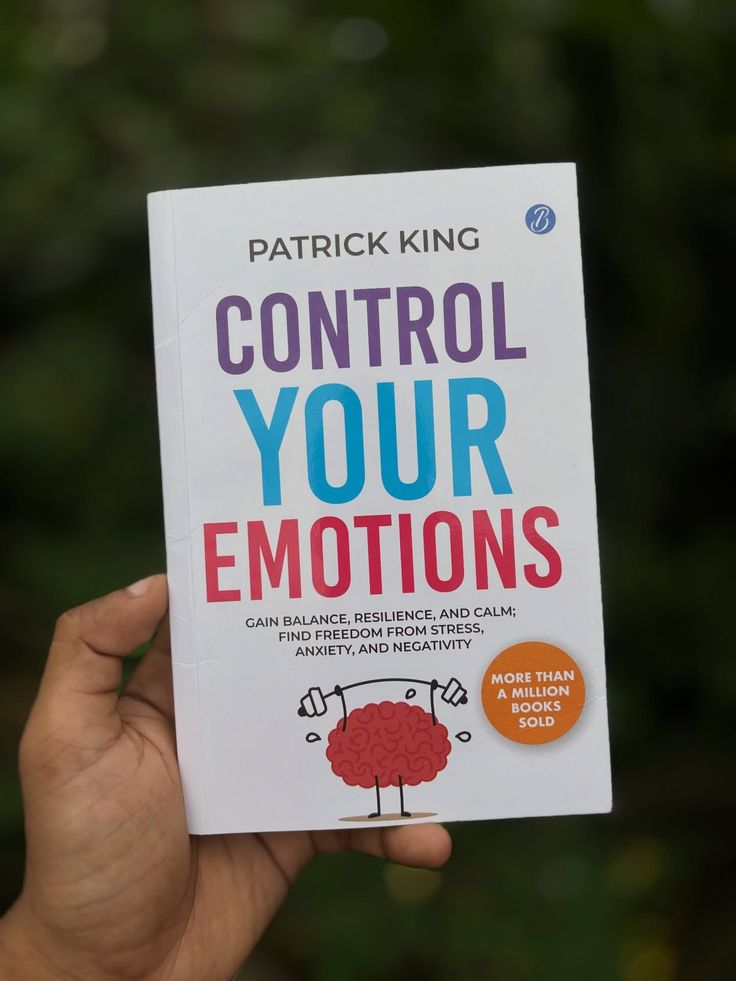 PATRICK KING
B
CONTROL
YOUR
EMOTIONS
GAIN BALANCE, RESILIENCE, AND CALM;
FIND FREEDOM FROM STRESS,
ANXIETY, AND NEGATIVITY
MORE THAN
A MILLION
BOOKS
SOLD